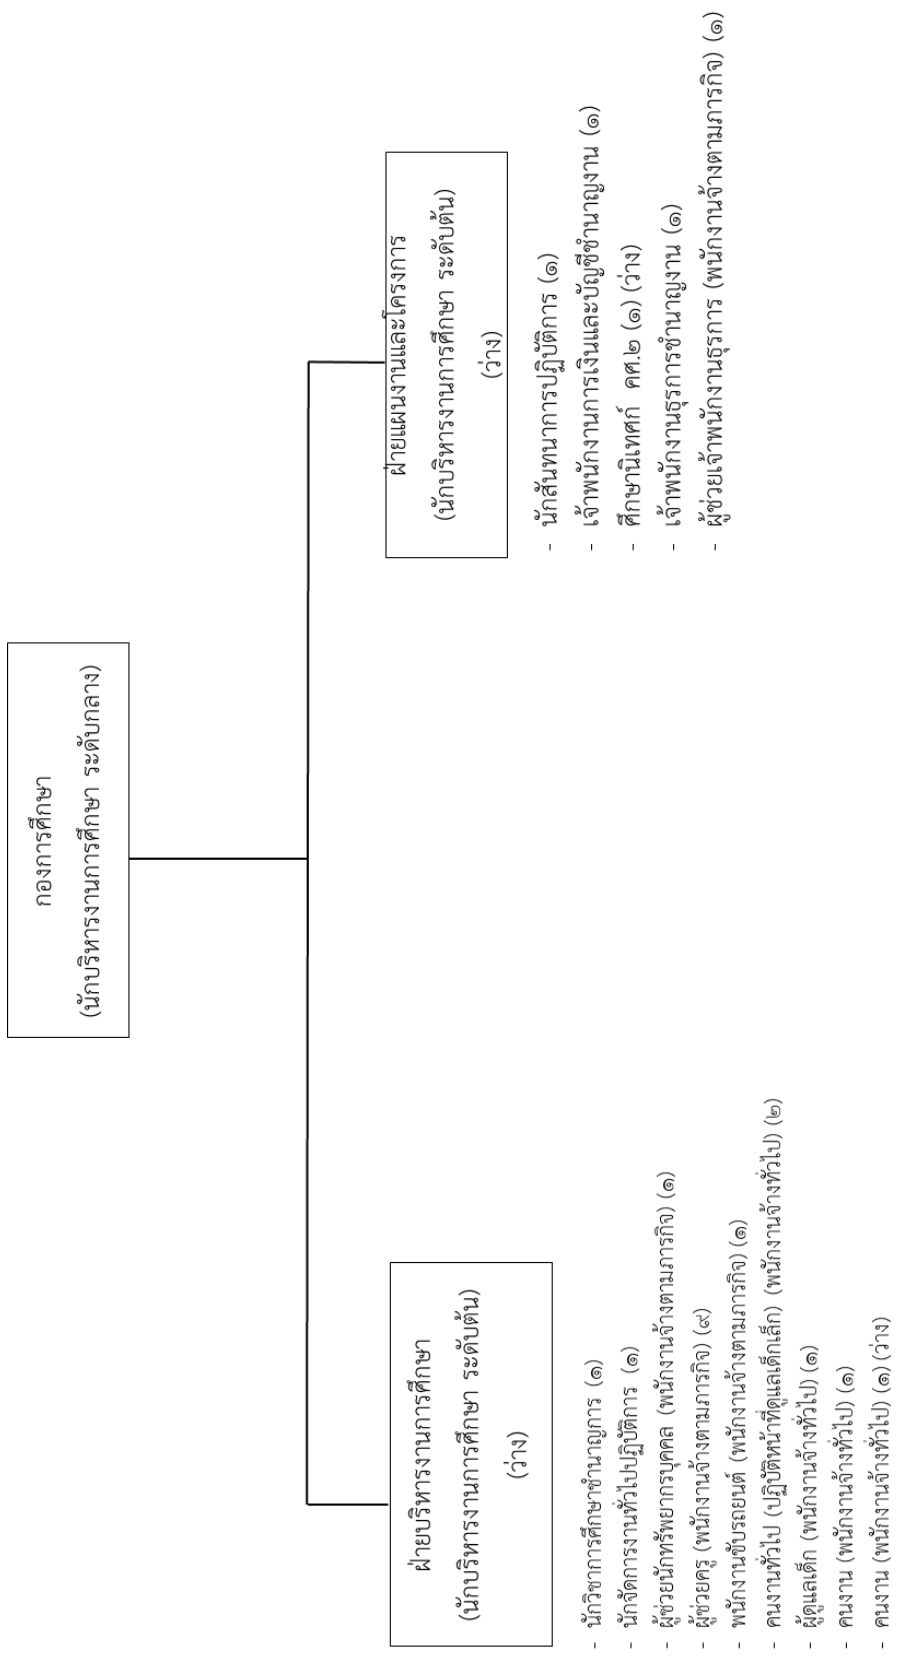 กองการศึกษา
(นักบริหารงานการศึกษา ระดับกลาง)
ฝ่ายบริหารงานการศึกษา
(นักบริหารงานการศึกษา ระดับต้น)
(ว่าง)
- นักวิชาการศึกษาชำนาญการ (๑)
- นักจัดการงานทั่วไปปฏิบัติการ (๑)
- ผู้ช่วยนักทรัพยากรบุคคล (พนักงานจ้างตามภารกิจ) (๑)
- ผู้ช่วยครู (พนักงานจ้างตามภารกิจ) (๙)
- พนักงานขับรถยนต์ (พนักงานจ้างตามภารกิจ) (๑)
- คนงานทั่วไป (ปฏิบัติหน้าที่ดูแลเด็กเล็ก) (พนักงานจ้างทั่วไป) (๒)
- ผู้ดูแลเด็ก (พนักงานจ้างทั่วไป) (๑)
- คนงาน (พนักงานจ้างทั่วไป) (๑)
- คนงาน (พนักงานจ้างทั่วไป) (๑) (ว่าง)
ฝ่ายแผนงานและโครงการ
(นักบริหารงานการศึกษา ระดับต้น)
(ว่าง)
- นักสันทนาการปฏิบัติการ (๑)
- เจ้าพนักงานการเงินและบัญชีชำนาญงาน (๑)
- ศึกษานิเทศก์ คศ.๒ (๑) (ว่าง)
- เจ้าพนักงานธุรการชำนาญงาน (๑)
- ผู้ช่วยเจ้าพนักงานธุรการ (พนักงานจ้างตามภารกิจ) (๑)